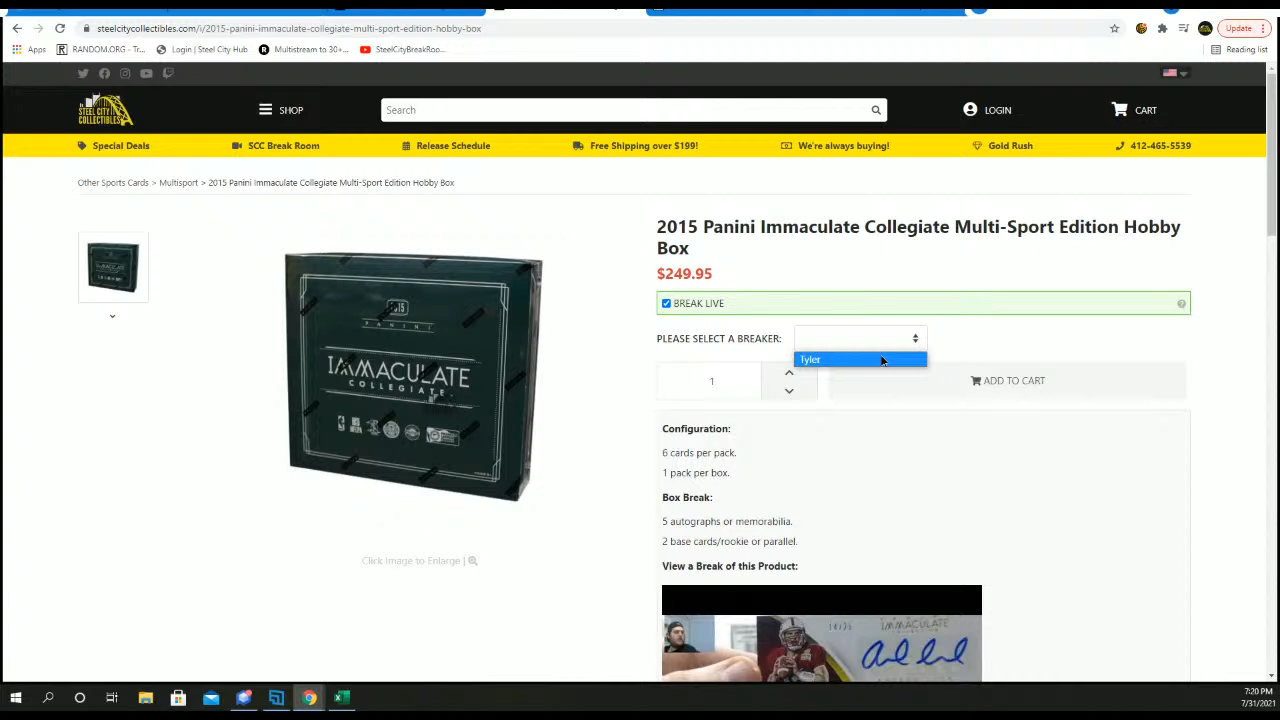 steelcitycollectibles.com/i/2015-panini-immaculate-collegiate-multi-sport-edition-hobby-box
Update
Apps
RANDOM.ORG - Tr...
Login | Steel City Hub
Multistream to 30+...
SteelCityBreakRoo...
Reading list
STEEL CITY
COLLECTIBLES
SHOP
Search
LOGIN
CART
Special Deals
SCC Break Room
Release Schedule
Free Shipping over $199!
We're always buying!
Gold Rush
412-465-5539
Other Sports Cards > Multisport > 2015 Panini Immaculate Collegiate Multi-Sport Edition Hobby Box
2015 Panini Immaculate Collegiate Multi-Sport Edition Hobby
Box
$249.95
BREAK LIVE
PLEASE SELECT A BREAKER:
Tyler
1
ADD TO CART
2015
PANINI
IMMACULATE
COLLEGIATE
Click Image to Enlarge |
Configuration:
6 cards per pack.
1 pack per box.
Box Break:
5 autographs or memorabilia.
2 base cards/rookie or parallel.
View a Break of this Product:
IMMACULATE
7:20 PM
7/31/2021